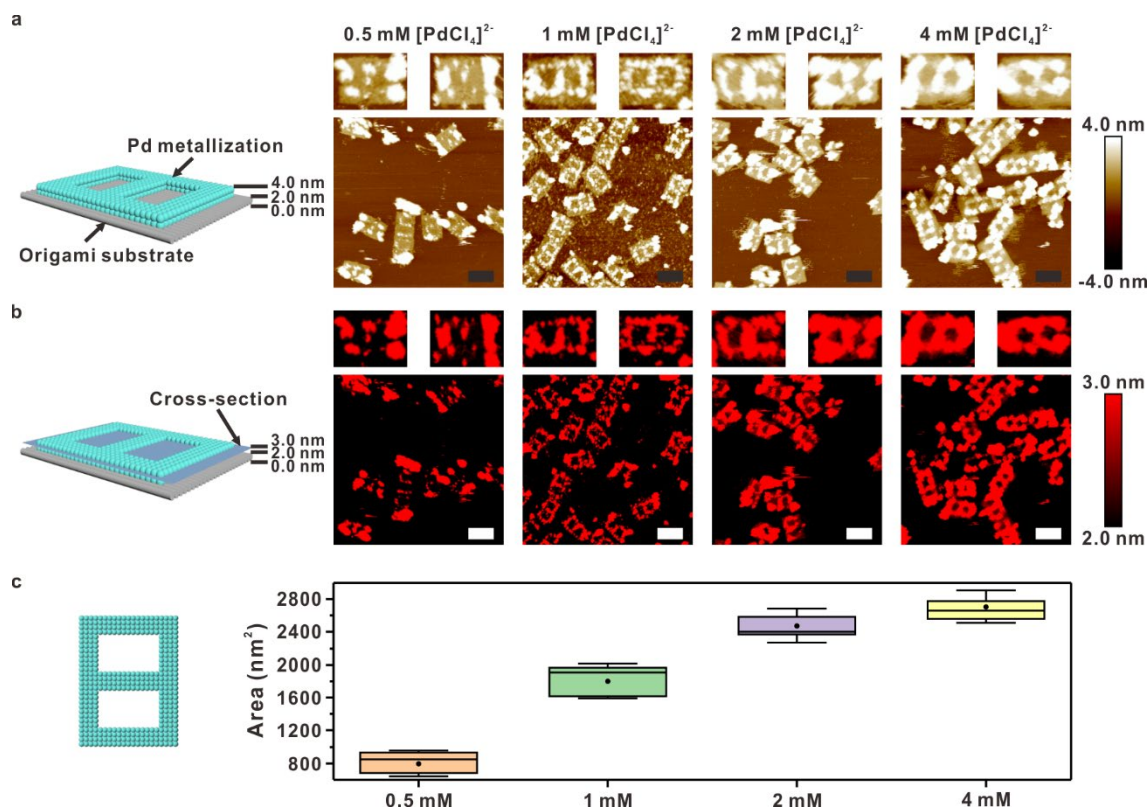 a
0.5 mM [PdCl₄]²⁻
1 mM [PdCl₄]²⁻
2 mM [PdCl₄]²⁻
4 mM [PdCl₄]²⁻
Pd metallization
4.0 nm
2.0 nm
0.0 nm
Origami substrate
4.0 nm
-4.0 nm
b
Cross-section
3.0 nm
2.0 nm
0.0 nm
3.0 nm
2.0 nm
c
Area (nm²)
2800
2400
2000
1600
1200
800
0.5 mM
1 mM
2 mM
4 mM